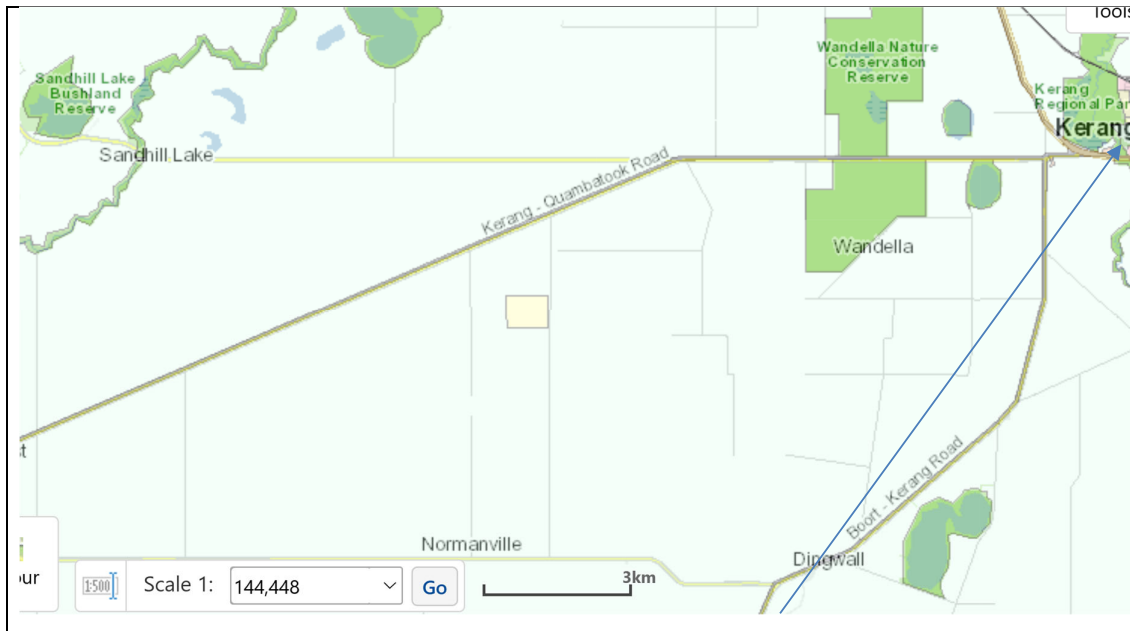 Tools
Wandella Nature
Conservation
Reserve
Sandhill Lake
Bushland
Reserve
Kerang
Regional Par
Kerang
Sandhill Lake
Kerang - Quambatook Road
Wandella
st
Boort - Kerang Road
Normanville
Dingwall
our
1:500
Scale 1:
144,448
Go
3km